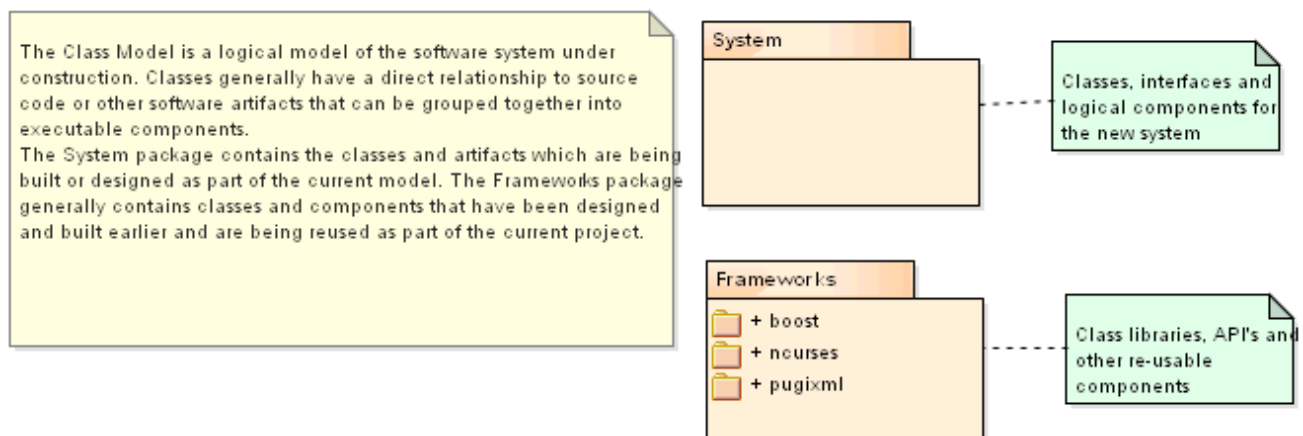 The Class Model is a logical model of the software system under
construction. Classes generally have a direct relationship to source
code or other software artifacts that can be grouped together into
executable components.
The System package contains the classes and artifacts which are being
built or designed as part of the current model. The Frameworks package
generally contains classes and components that have been designed
and built earlier and are being reused as part of the current project.
System
Classes, interfaces and
logical components for
the new system
Frameworks
+ boost
+ ncurses
+ pugixml
Class libraries, API's and
other re-usable
components